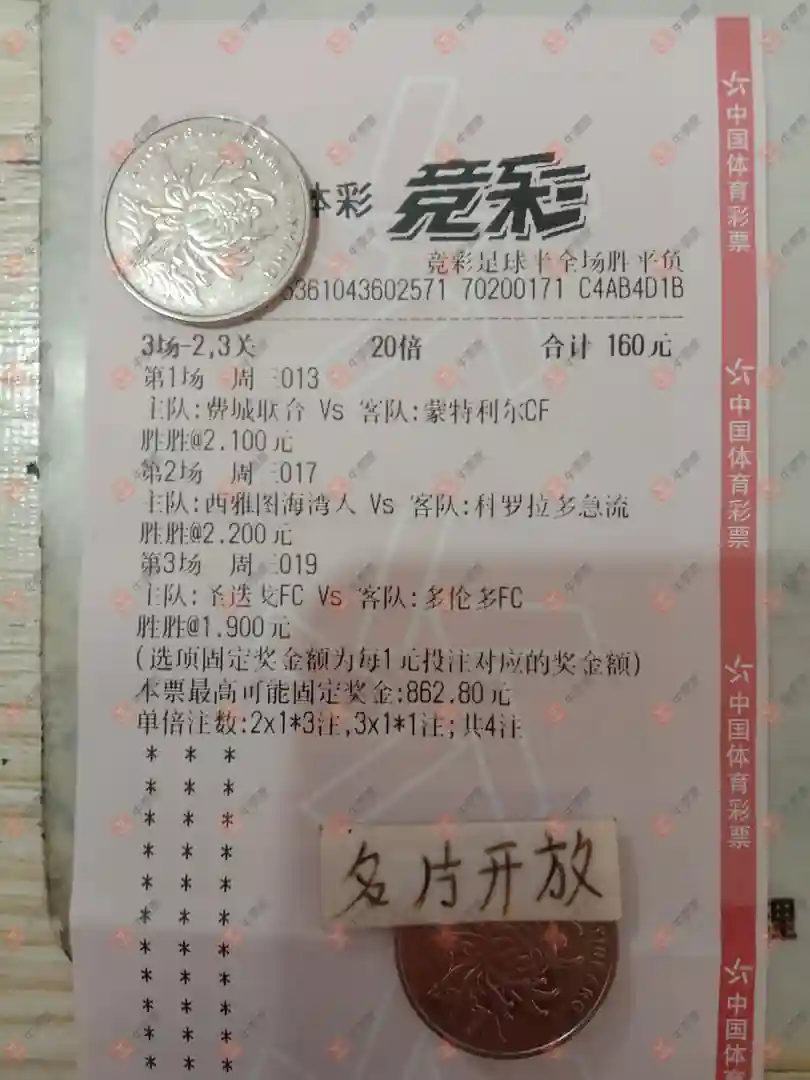 体彩 竞彩
竞彩足球半全场胜平负
5361043602571 70200171 C4AB4D1B
3场-2,3关 20倍 合计 160元
第1场 周三013
主队:费城联合 Vs 客队:蒙特利尔CF
胜胜@2.100元
第2场 周三017
主队:西雅图海湾人 Vs 客队:科罗拉多急流
胜胜@2.200元
第3场 周三019
主队:圣迭戈FC Vs 客队:多伦多FC
胜胜@1.900元
(选项固定奖金额为每1元投注对应的奖金额)
本票最高可能固定奖金:862.80元
单倍注数:2x1*3注,3x1*1注;共4注
* * *
* * *
* * *
* * *
* * *
* * *
* * *
* * *
* * *
* * *
* * *
名片开放
中国体育彩票
中国体育彩票
中国体育彩票
中国体育
理